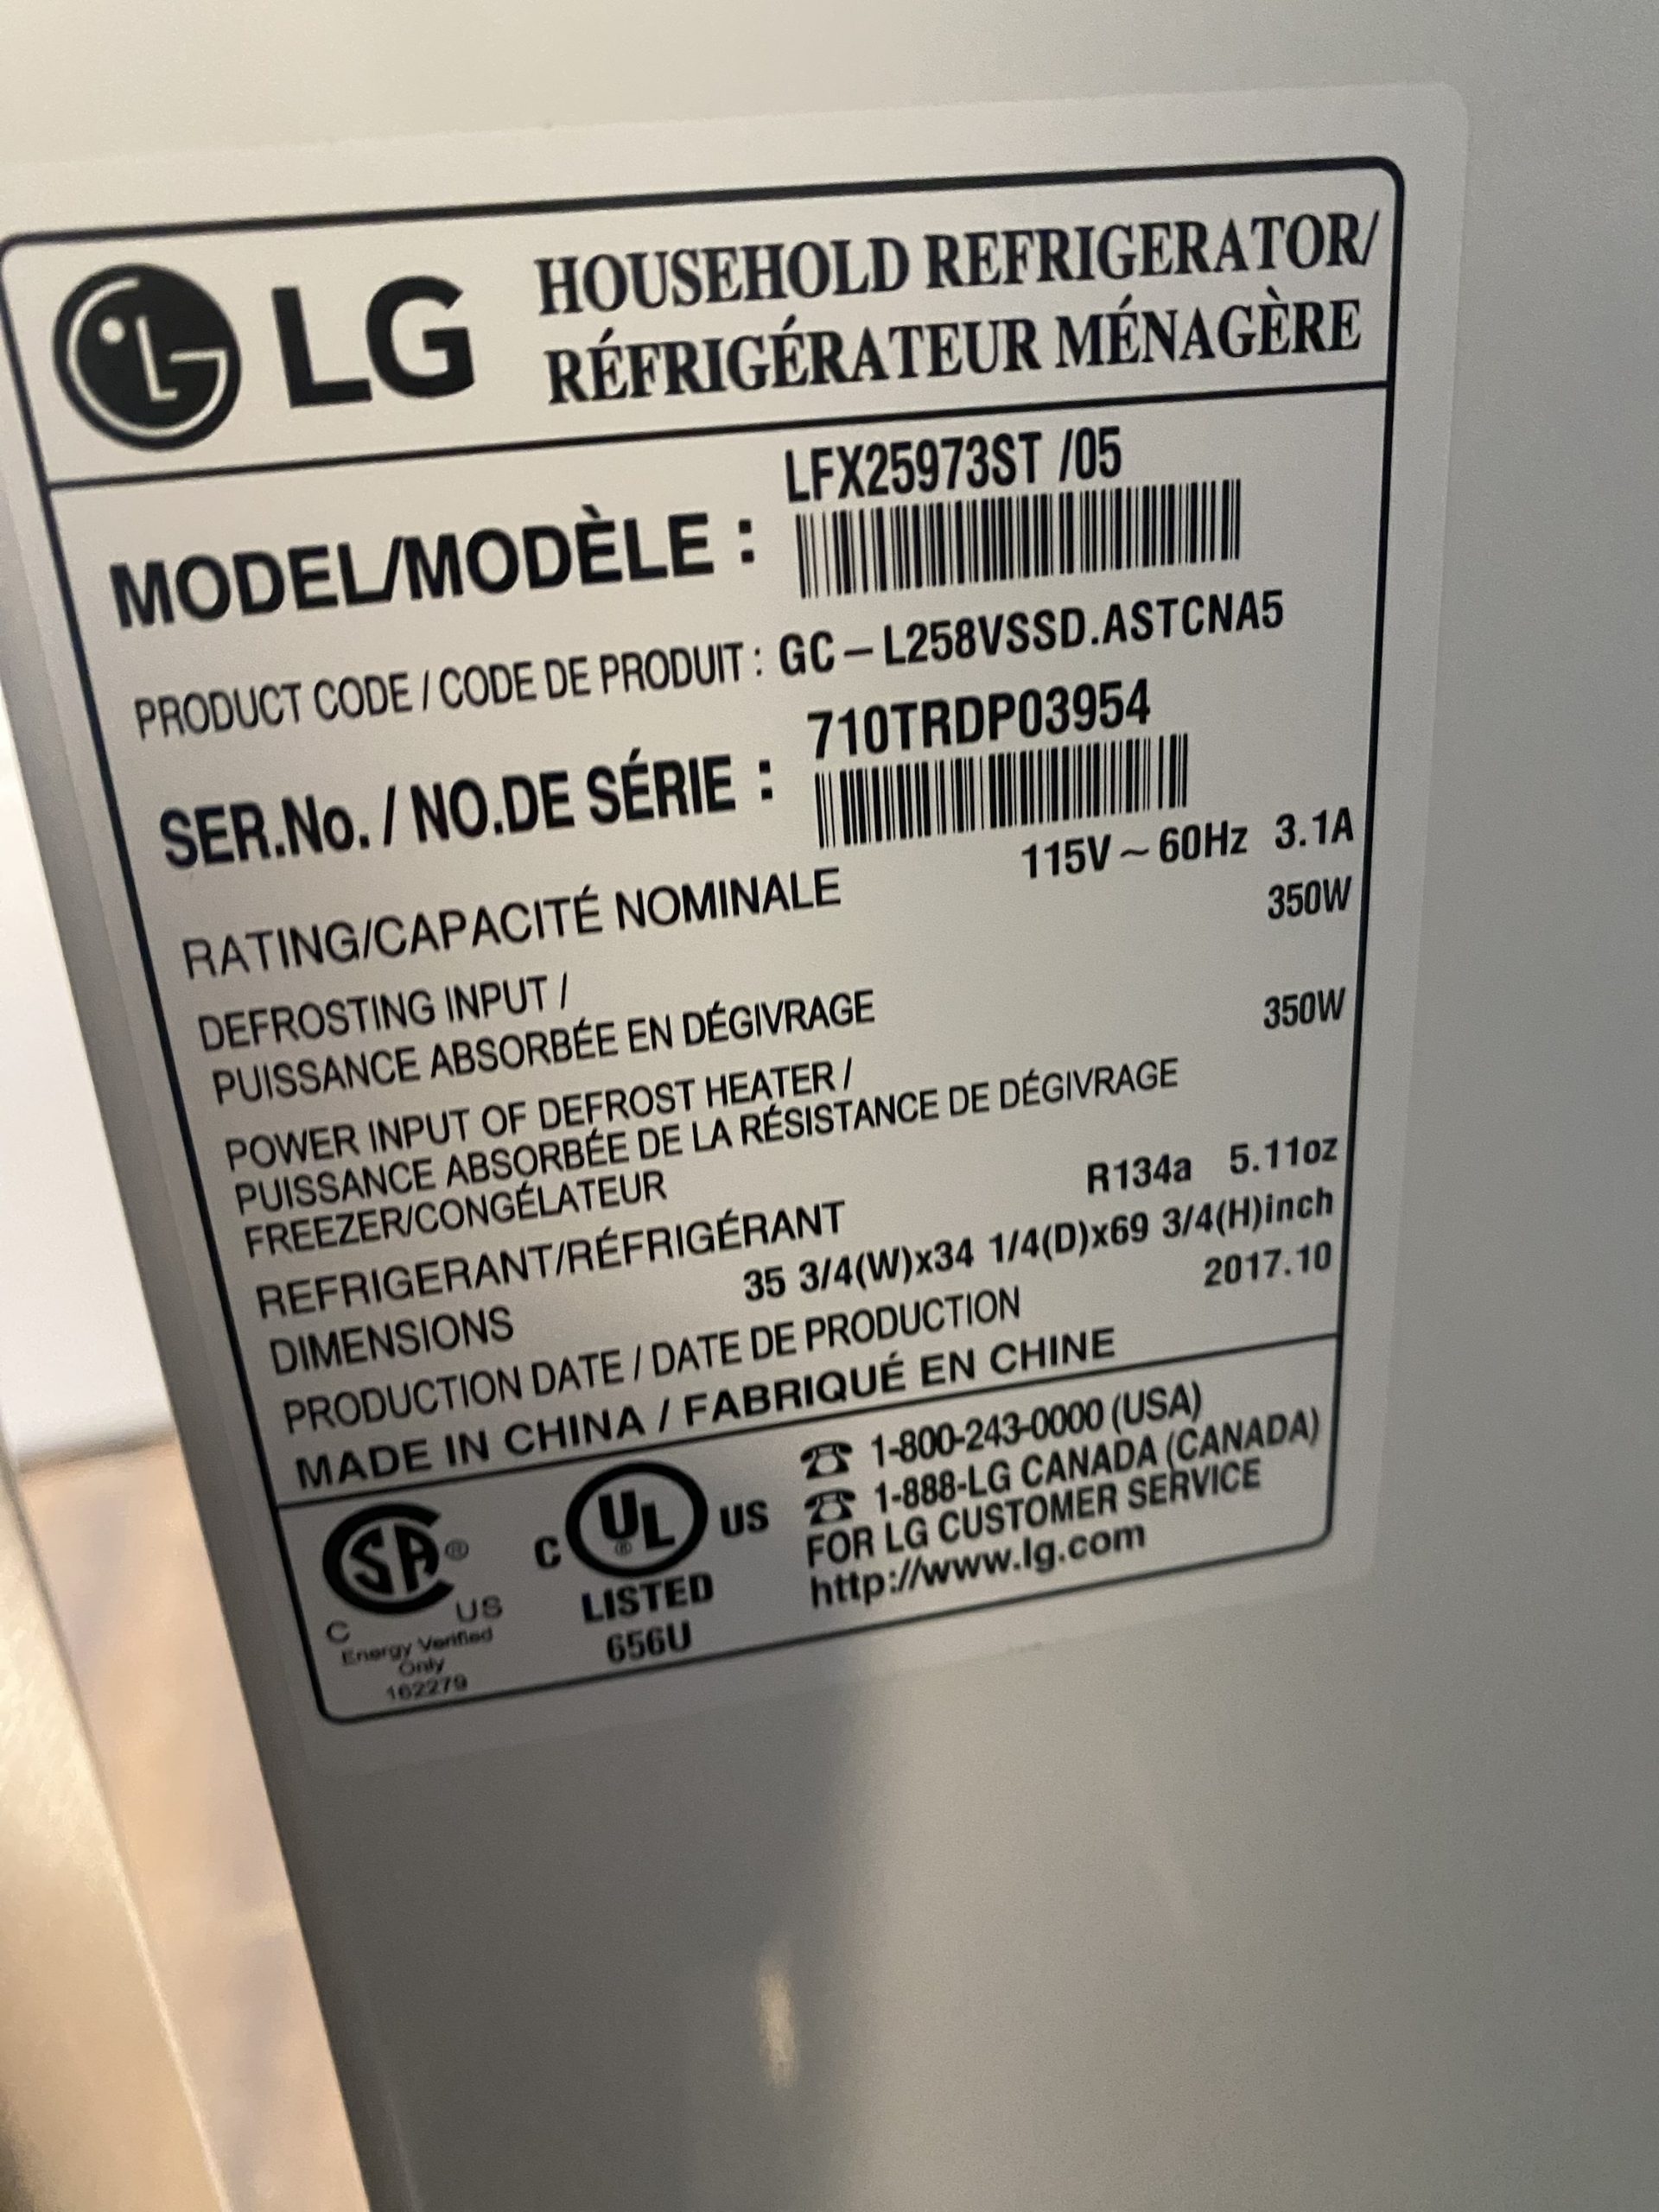 LG LG HOUSEHOLD REFRIGERATOR/
RÉFRIGÉRATEUR MÉNAGÈRE
MODEL/MODÈLE : LFX25973ST /05
PRODUCT CODE / CODE DE PRODUIT : GC – L258VSSD.ASTCNA5
SER.No. / NO.DE SÉRIE : 710TRDP03954
RATING/CAPACITÉ NOMINALE 115V ~ 60Hz 3.1A
DEFROSTING INPUT / 350W
PUISSANCE ABSORBÉE EN DÉGIVRAGE
POWER INPUT OF DEFROST HEATER / 350W
PUISSANCE ABSORBÉE DE LA RÉSISTANCE DE DÉGIVRAGE
FREEZER/CONGÉLATEUR
REFRIGERANT/RÉFRIGÉRANT R134a 5.11oz
DIMENSIONS 35 3/4(W)x34 1/4(D)x69 3/4(H)inch
PRODUCTION DATE / DATE DE PRODUCTION 2017.10
MADE IN CHINA / FABRIQUÉ EN CHINE
SA ®
C US
Energy Verified
Only
162279
C UL ® US
LISTED
656U
☎ 1-800-243-0000 (USA)
☎ 1-888-LG CANADA (CANADA)
FOR LG CUSTOMER SERVICE
http://www.lg.com